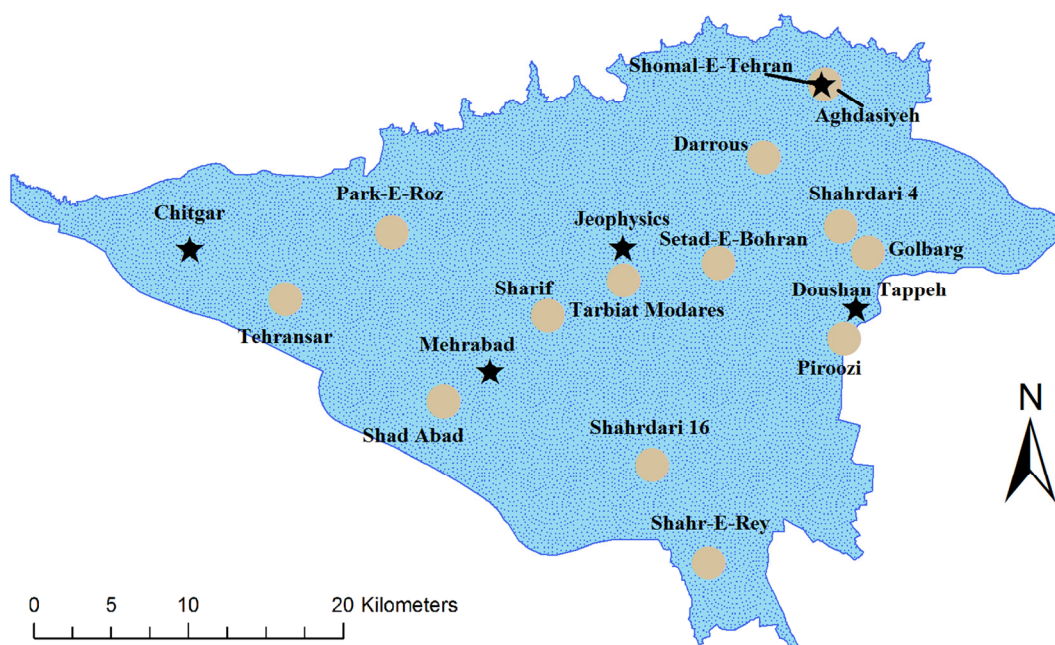 Shomal-E-Tehran
Aghdasiyeh
Darrous
Park-E-Roz
Shahrdari 4
Chitgar
Jeophysics
Setad-E-Bohran
Golbarg
Sharif
Doushan Tappeh
Tarbiat Modares
Tehransar
Mehrabad
Piroozi
N
Shahrdari 16
Shad Abad
Shahr-E-Rey
0 5 10 20 Kilometers